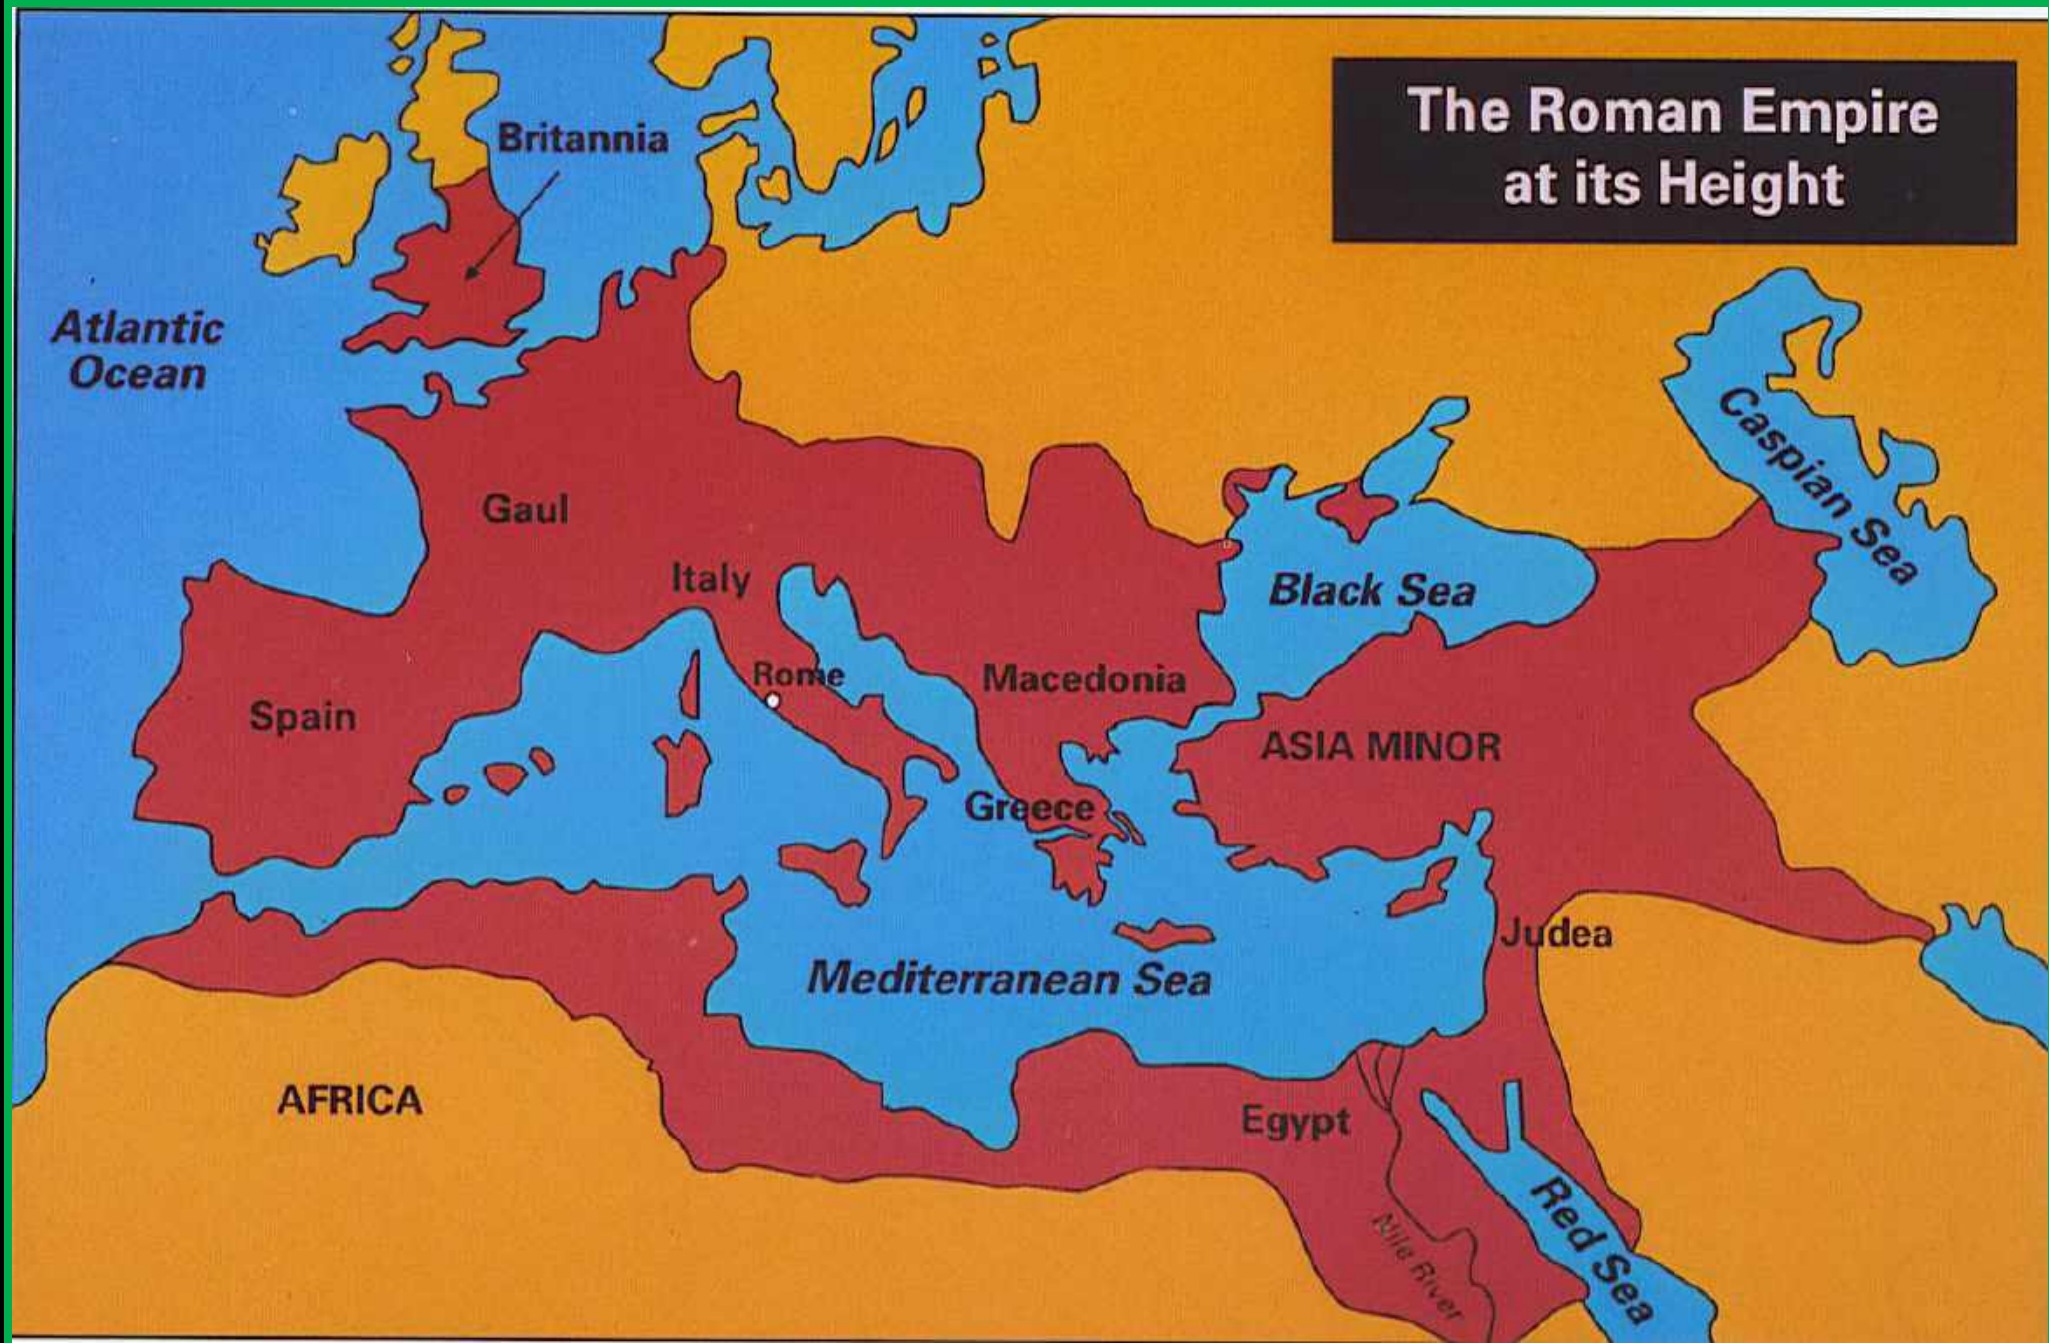 The Roman Empire
at its Height
Britannia
Atlantic
Ocean
Caspian Sea
Gaul
Italy
Black Sea
Rome
Macedonia
Spain
ASIA MINOR
Greece
Judea
Mediterranean Sea
AFRICA
Egypt
Nile River
Red Sea